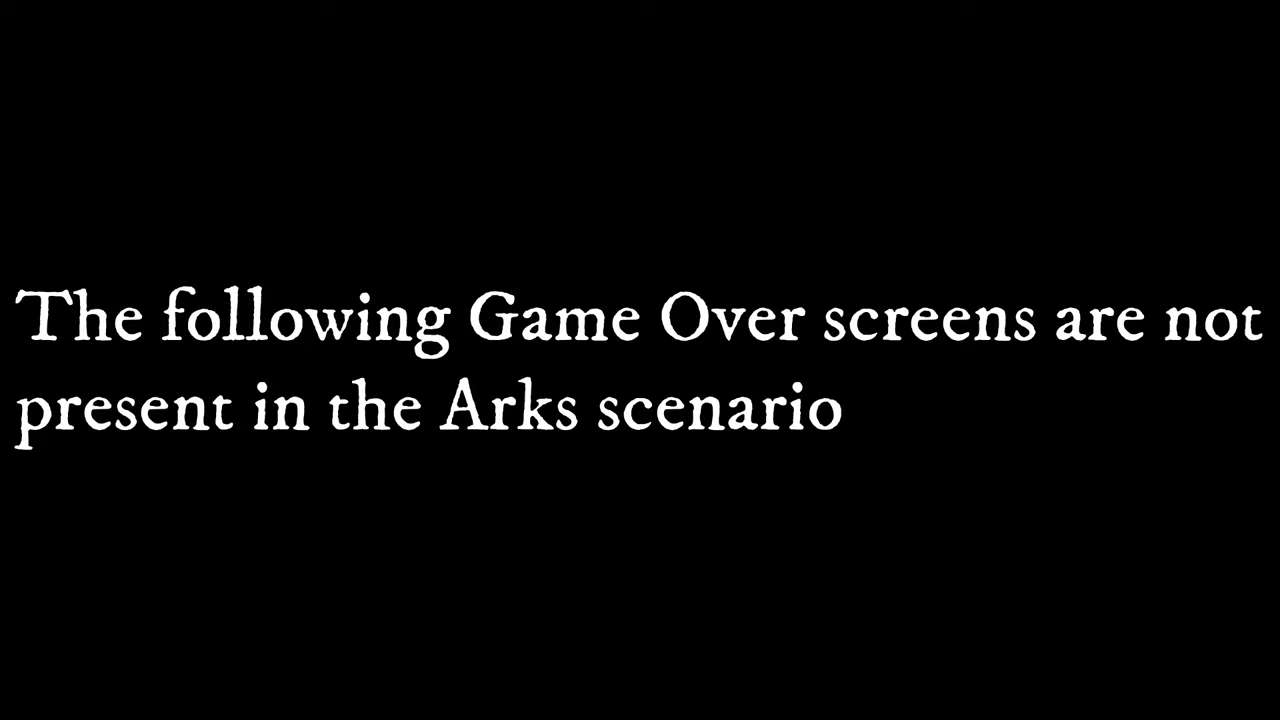 The following Game Over screens are not
present in the Arks scenario